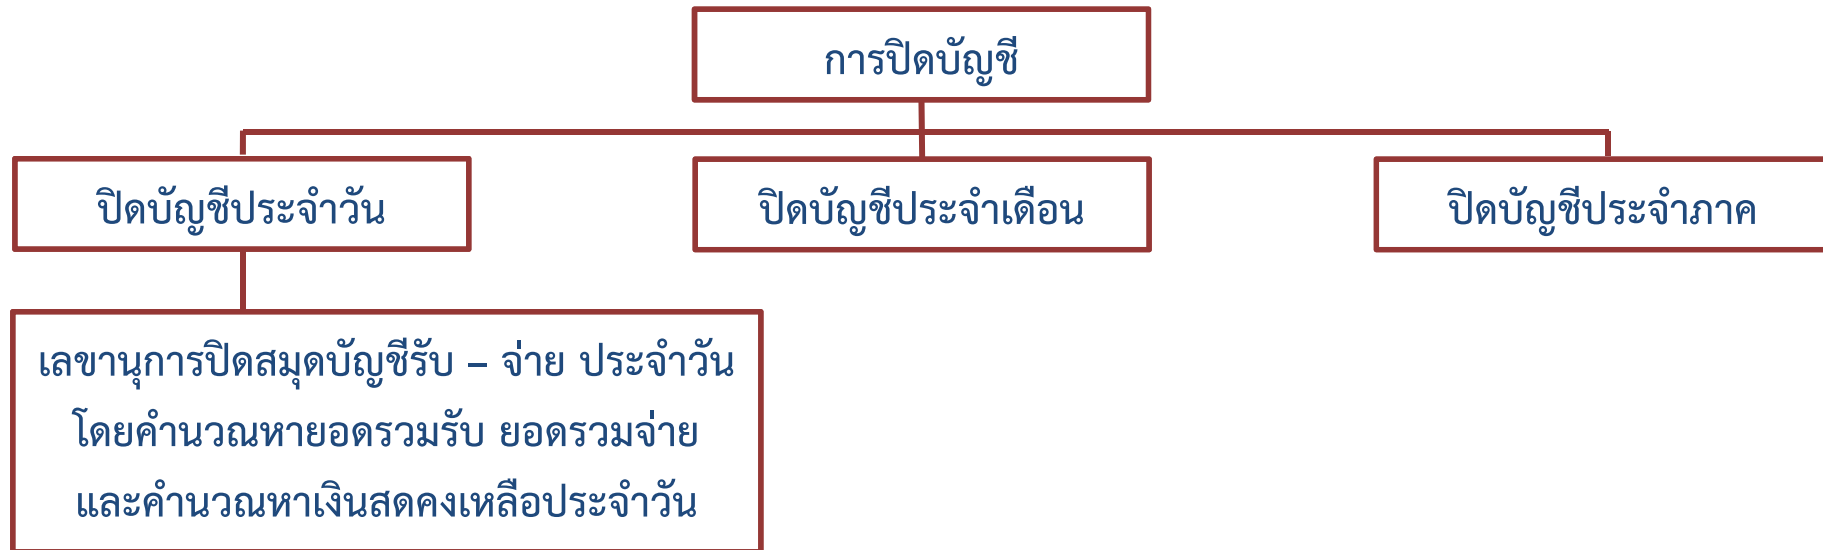 การปิดบัญชี
ปิดบัญชีประจำวัน
ปิดบัญชีประจำเดือน
ปิดบัญชีประจำภาค
เลขานุการปิดสมุดบัญชีรับ – จ่าย ประจำวัน
โดยคำนวณหายอดรวมรับ ยอดรวมจ่าย
และคำนวณหาเงินสดคงเหลือประจำวัน